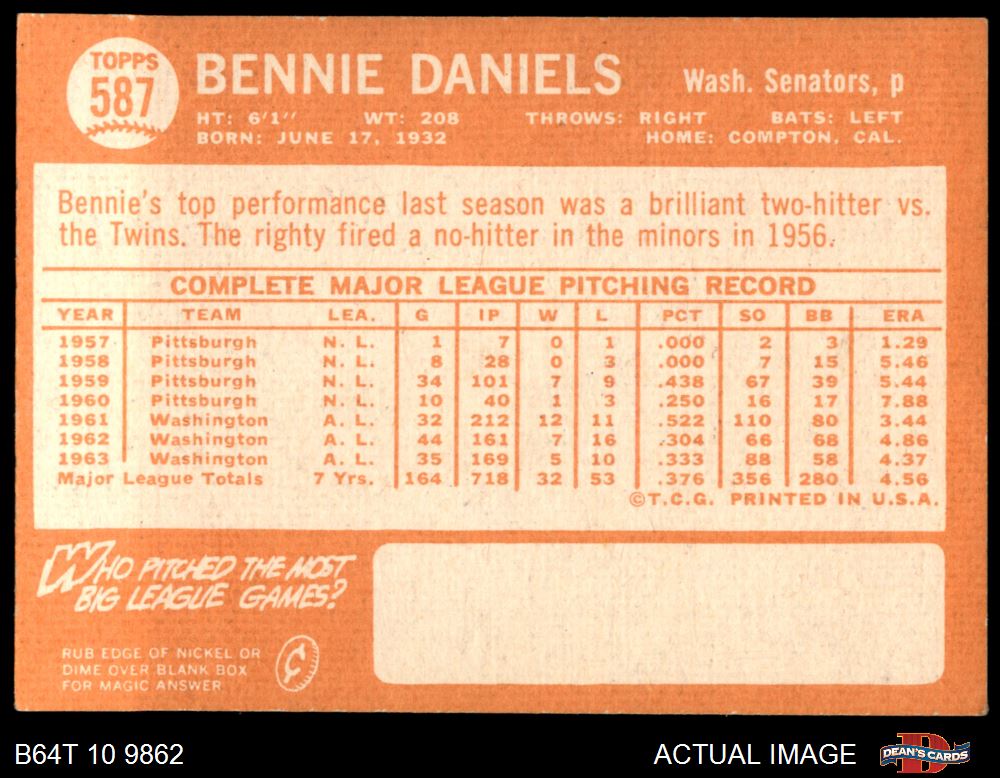 TOPPS
587
BENNIE DANIELS Wash. Senators, p
HT: 6'1" WT: 208 THROWS: RIGHT BATS: LEFT
BORN: JUNE 17, 1932 HOME: COMPTON, CAL.
Bennie's top performance last season was a brilliant two-hitter vs.
the Twins. The righty fired a no-hitter in the minors in 1956.
COMPLETE MAJOR LEAGUE PITCHING RECORD
YEAR TEAM LEA. G IP W L PCT SO BB ERA
1957 Pittsburgh N. L. 1 7 0 1 .000 2 3 1.29
1958 Pittsburgh N. L. 8 28 0 3 .000 7 15 5.46
1959 Pittsburgh N. L. 34 101 7 9 .438 67 39 5.44
1960 Pittsburgh N. L. 10 40 1 3 .250 16 17 7.88
1961 Washington A. L. 32 212 12 11 .522 110 80 3.44
1962 Washington A. L. 44 161 7 16 .304 66 68 4.86
1963 Washington A. L. 35 169 5 10 .333 88 58 4.37
Major League Totals 7 Yrs. 164 718 32 53 .376 356 280 4.56
©T.C.G. PRINTED IN U.S.A.
WHO PITCHED THE MOST
BIG LEAGUE GAMES?
RUB EDGE OF NICKEL OR
DIME OVER BLANK BOX
FOR MAGIC ANSWER
¢
B64T 10 9862 ACTUAL IMAGE D DEAN'S CARDS